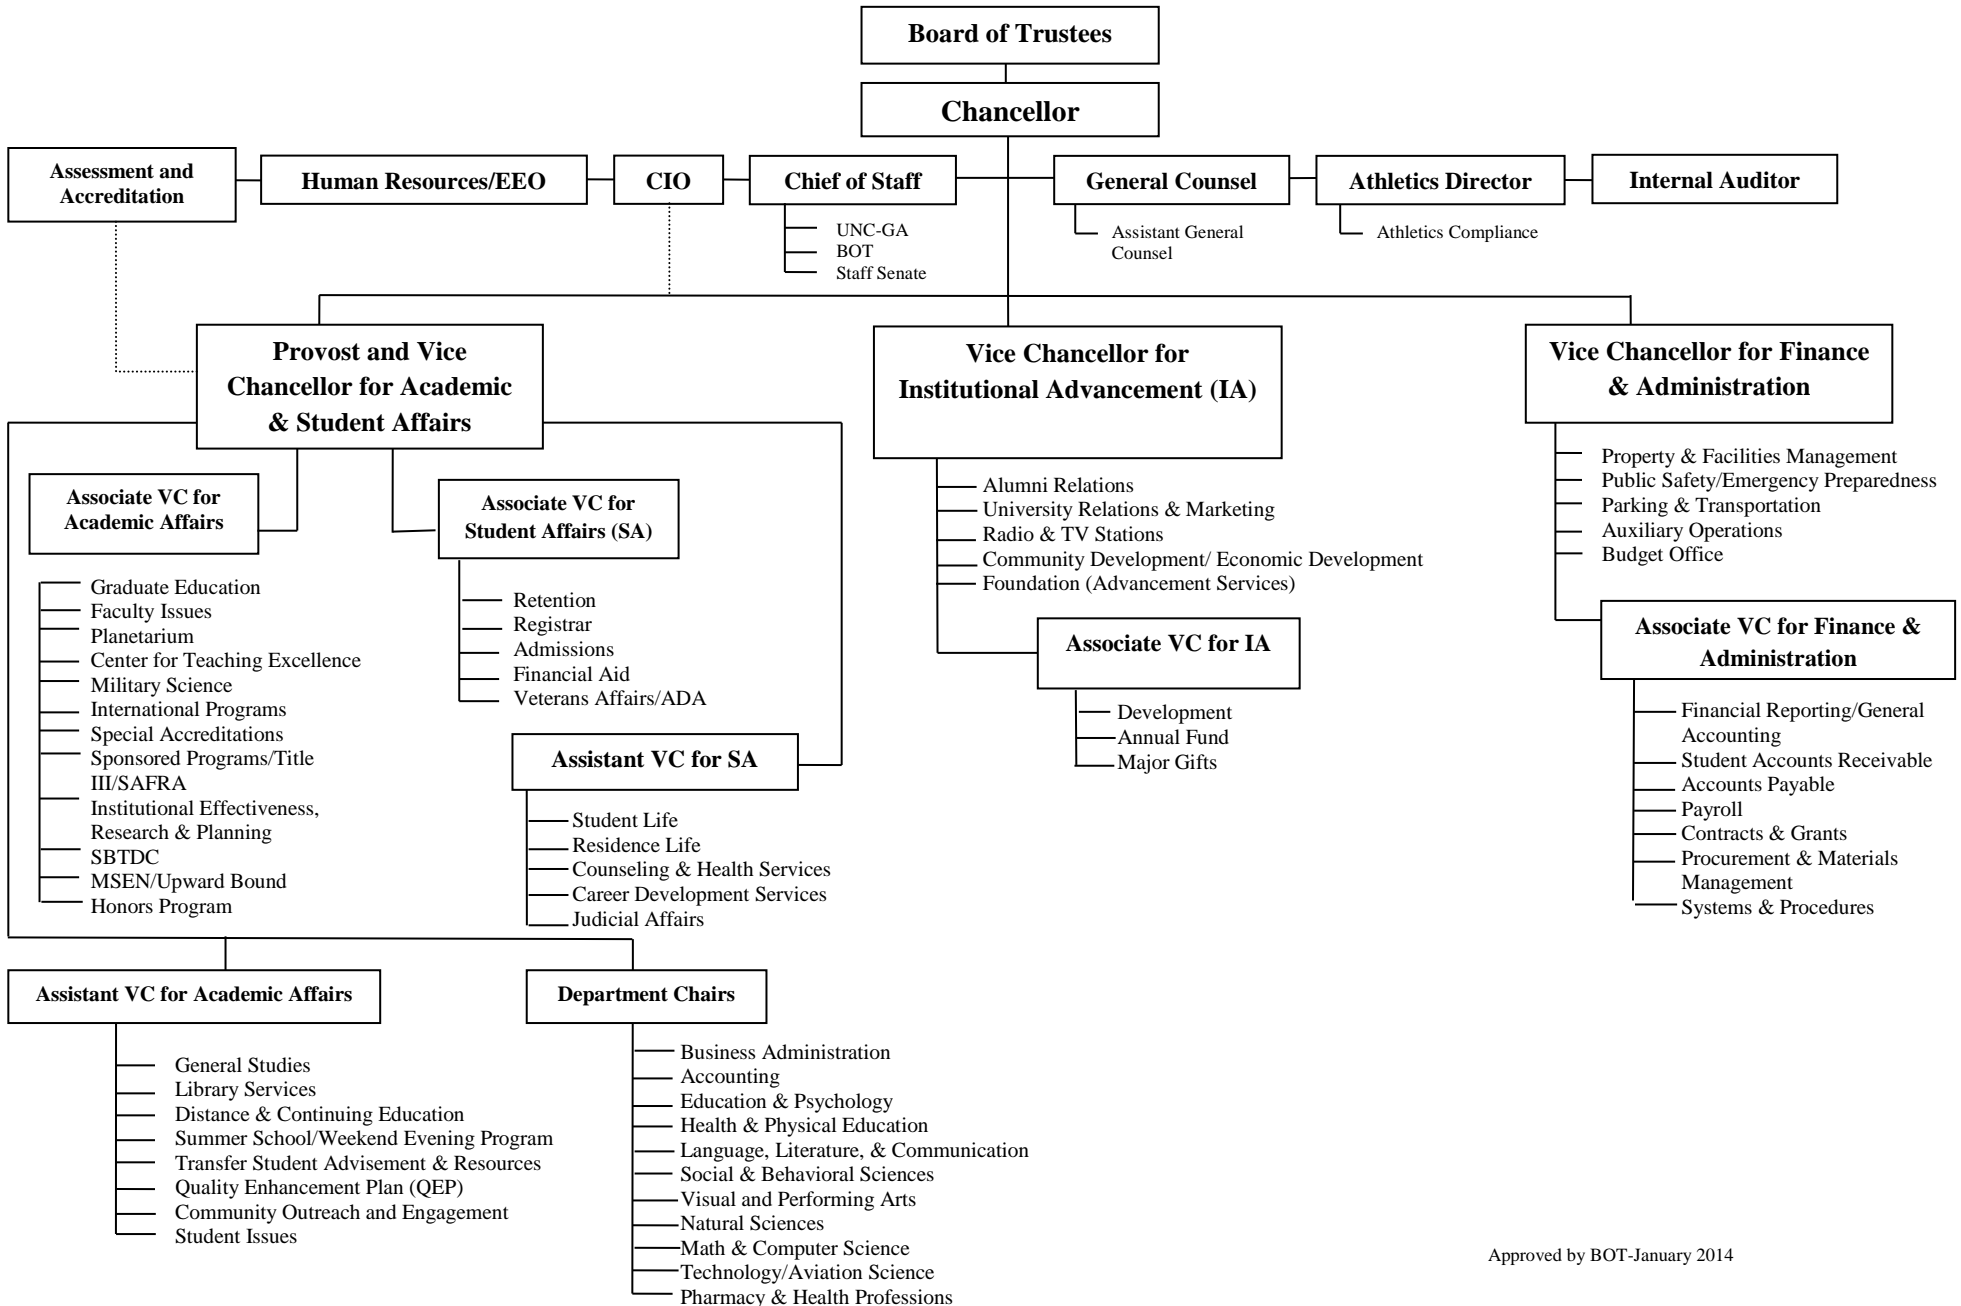 Board of Trustees
Chancellor
Assessment and
Accreditation
Human Resources/EEO
CIO
Chief of Staff
General Counsel
Athletics Director
Internal Auditor
UNC-GA
BOT
Staff Senate
Assistant General
Counsel
Athletics Compliance
Provost and Vice
Chancellor for Academic
& Student Affairs
Vice Chancellor for
Institutional Advancement (IA)
Vice Chancellor for Finance
& Administration
Associate VC for
Academic Affairs
Graduate Education
Faculty Issues
Planetarium
Center for Teaching Excellence
Military Science
International Programs
Special Accreditations
Sponsored Programs/Title
III/SAFRA
Institutional Effectiveness,
Research & Planning
SBTDC
MSEN/Upward Bound
Honors Program
Associate VC for
Student Affairs (SA)
Retention
Registrar
Admissions
Financial Aid
Veterans Affairs/ADA
Assistant VC for SA
Student Life
Residence Life
Counseling & Health Services
Career Development Services
Judicial Affairs
Alumni Relations
University Relations & Marketing
Radio & TV Stations
Community Development/ Economic Development
Foundation (Advancement Services)
Associate VC for IA
Development
Annual Fund
Major Gifts
Property & Facilities Management
Public Safety/Emergency Preparedness
Parking & Transportation
Auxiliary Operations
Budget Office
Associate VC for Finance &
Administration
Financial Reporting/General
Accounting
Student Accounts Receivable
Accounts Payable
Payroll
Contracts & Grants
Procurement & Materials
Management
Systems & Procedures
Assistant VC for Academic Affairs
General Studies
Library Services
Distance & Continuing Education
Summer School/Weekend Evening Program
Transfer Student Advisement & Resources
Quality Enhancement Plan (QEP)
Community Outreach and Engagement
Student Issues
Department Chairs
Business Administration
Accounting
Education & Psychology
Health & Physical Education
Language, Literature, & Communication
Social & Behavioral Sciences
Visual and Performing Arts
Natural Sciences
Math & Computer Science
Technology/Aviation Science
Pharmacy & Health Professions
Approved by BOT-January 2014